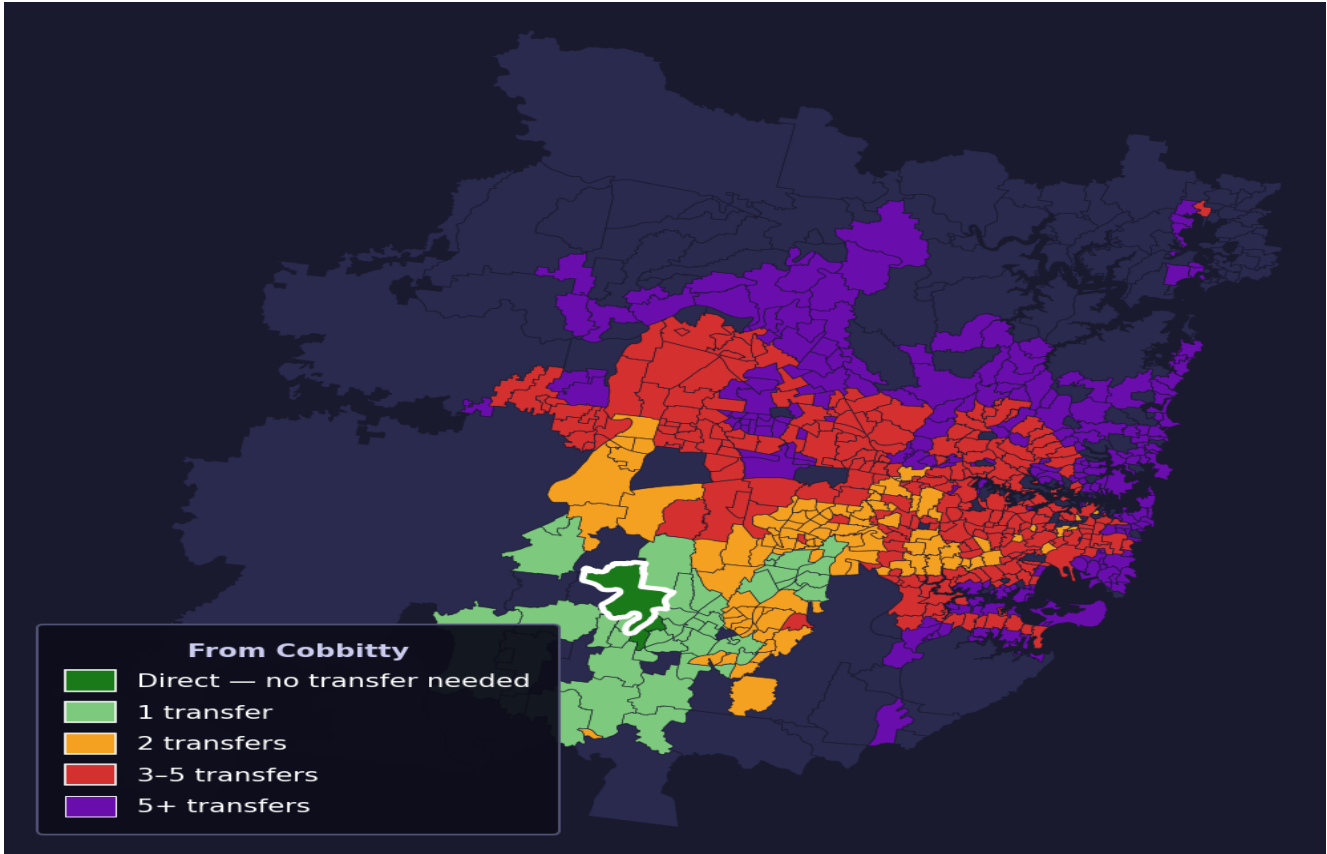 From Cobbitty
Direct — no transfer needed
1 transfer
2 transfers
3–5 transfers
5+ transfers